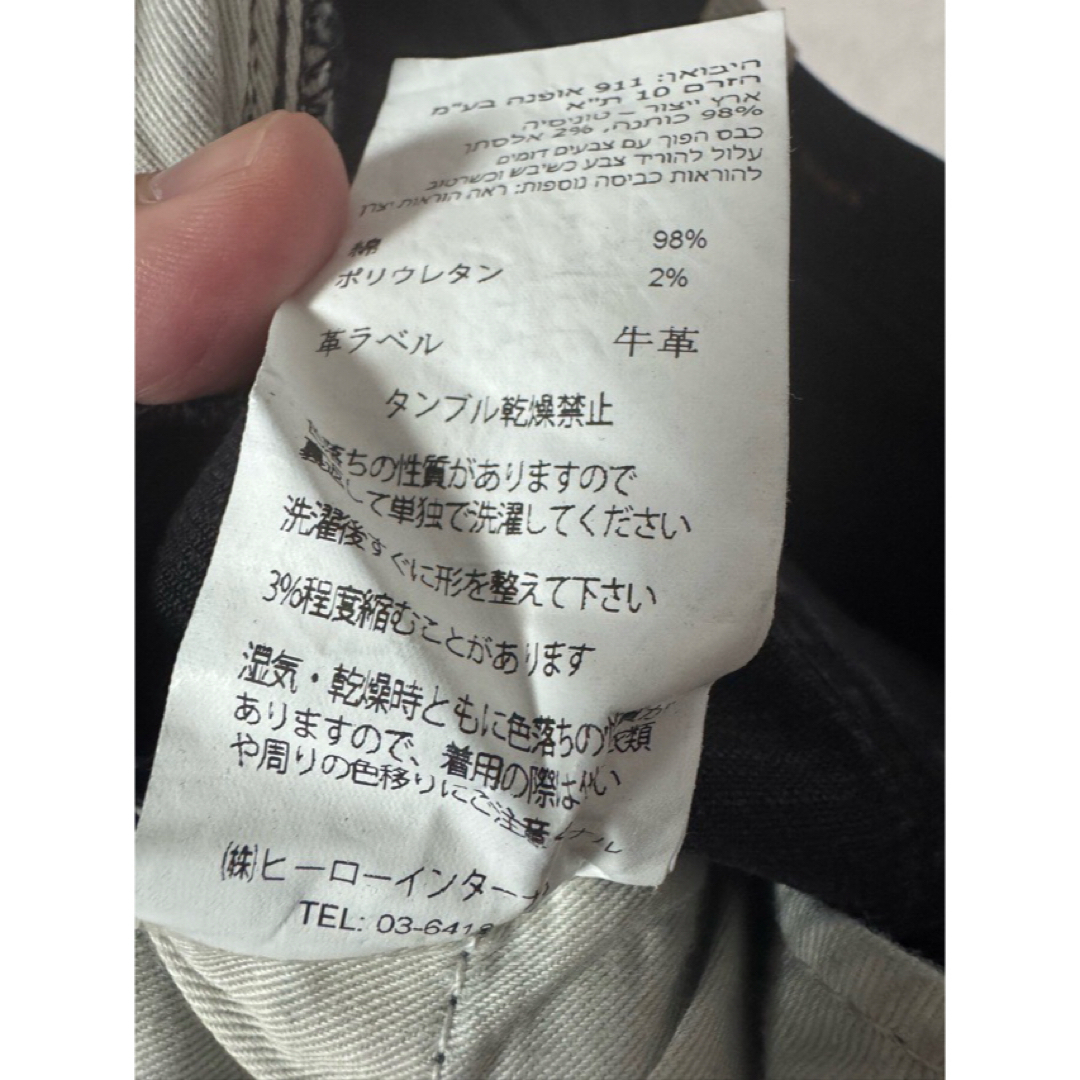 היבואן: 911 אופנה בע"מ
הזרם 10 ת"א
ארץ ייצור – טוניסיה
98% כותנה, 2% אלסתן
כבס הפוך עם צבעים דומים
עלול להוריד צבע כשיבש וכשרטוב
להוראות כביסה נוספות: ראה הוראות יצרן
綿 98%
ポリウレタン 2%
革ラベル 牛革
タンブル乾燥禁止
落ちの性質がありますので
して単独で洗濯してください
洗濯後すぐに形を整えて下さい
3%程度縮むことがあります
湿気・乾燥時ともに色落ちの
ありますので、着用の際は
や周りの色移りにご注意
(株)ヒーローインター
TEL: 03-6418